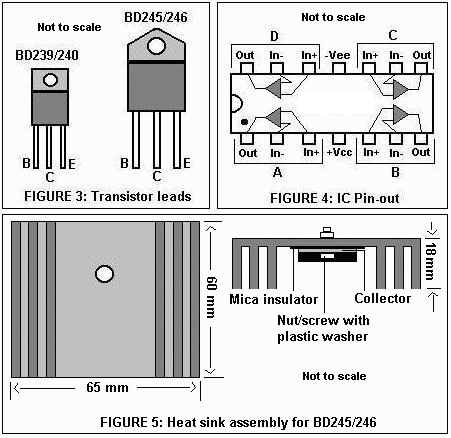 BD245/246
Not to scale
BD239/240
B
C
E
B
C
E
FIGURE 3: Transistor leads
Not to scale
D
C
Out
In-
In+
-Vee
In+
In-
Out
Out
In-
In+
+Vcc
In+
In-
Out
A
B
FIGURE 4: IC Pin-out
60 mm
65 mm
18mm
Mica insulator
Collector
Nut/screw with
plastic washer
Not to scale
FIGURE 5: Heat sink assembly for BD245/246